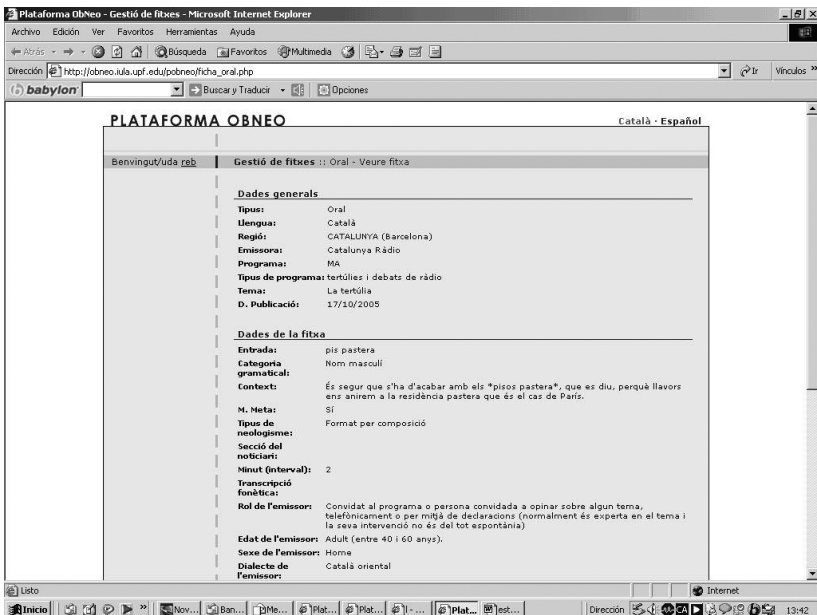 Plataforma ObNeo - Gestió de fitxes - Microsoft Internet Explorer
Archivo Edición Ver Favoritos Herramientas Ayuda
Atrás Búsqueda Favoritos Multimedia
Dirección http://obneo.iula.upf.edu/pobneo/ficha_oral.php Ir Vínculos »
babylon Buscar y Traducir Opciones
PLATAFORMA OBNEO Català · Español
Benvingut/uda reb Gestió de fitxes :: Oral - Veure fitxa
Dades generals
Tipus: Oral
Llengua: Català
Regió: CATALUNYA (Barcelona)
Emissora: Catalunya Ràdio
Programa: MA
Tipus de programa: tertúlies i debats de ràdio
Tema: La tertúlia
D. Publicació: 17/10/2005
Dades de la fitxa
Entrada: pis pastera
Categoria Nom masculí
gramatical:
Context: És segur que s'ha d'acabar amb els *pisos pastera*, que es diu, perquè llavors
ens anirem a la residència pastera que és el cas de París.
M. Meta: Sí
Tipus de Format per composició
neologisme:
Secció del
noticiari:
Minut (interval): 2
Transcripció
fonètica:
Rol de l'emissor: Convidat al programa o persona convidada a opinar sobre algun tema,
telefònicament o per mitjà de declaracions (normalment és experta en el tema i
la seva intervenció no és del tot espontània)
Edat de l'emissor: Adult (entre 40 i 60 anys).
Sexe de l'emissor: Home
Dialecte de Català oriental
l'emissor:
Listo Internet
Inicio » Nov... Ban... Me... Plat... Plat... I - ... Plat... est... Dirección CA 13:42